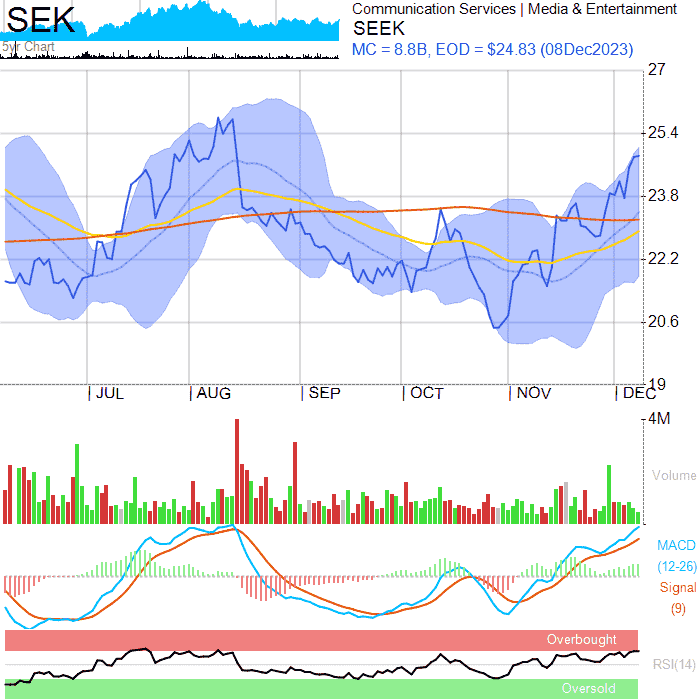 SEK
5yr Chart
Communication Services | Media & Entertainment
SEEK
MC = 8.8B, EOD = $24.83 (08Dec2023)
27
25.4
23.8
22.2
20.6
19
JUL AUG SEP OCT NOV DEC
4M
Volume
MACD
(12-26)
Signal
(9)
Overbought
RSI(14)
Oversold